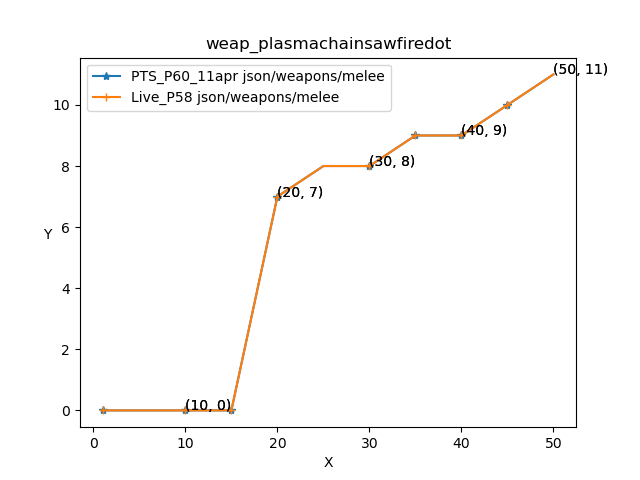 weap_plasmachainsawfiredot
PTS_P60_11apr json/weapons/melee
Live_P58 json/weapons/melee
(50, 11)
10
(40, 9)
8
(30, 8)
(20, 7)
6
Y
4
2
0
(10, 0)
0 10 20 30 40 50
X